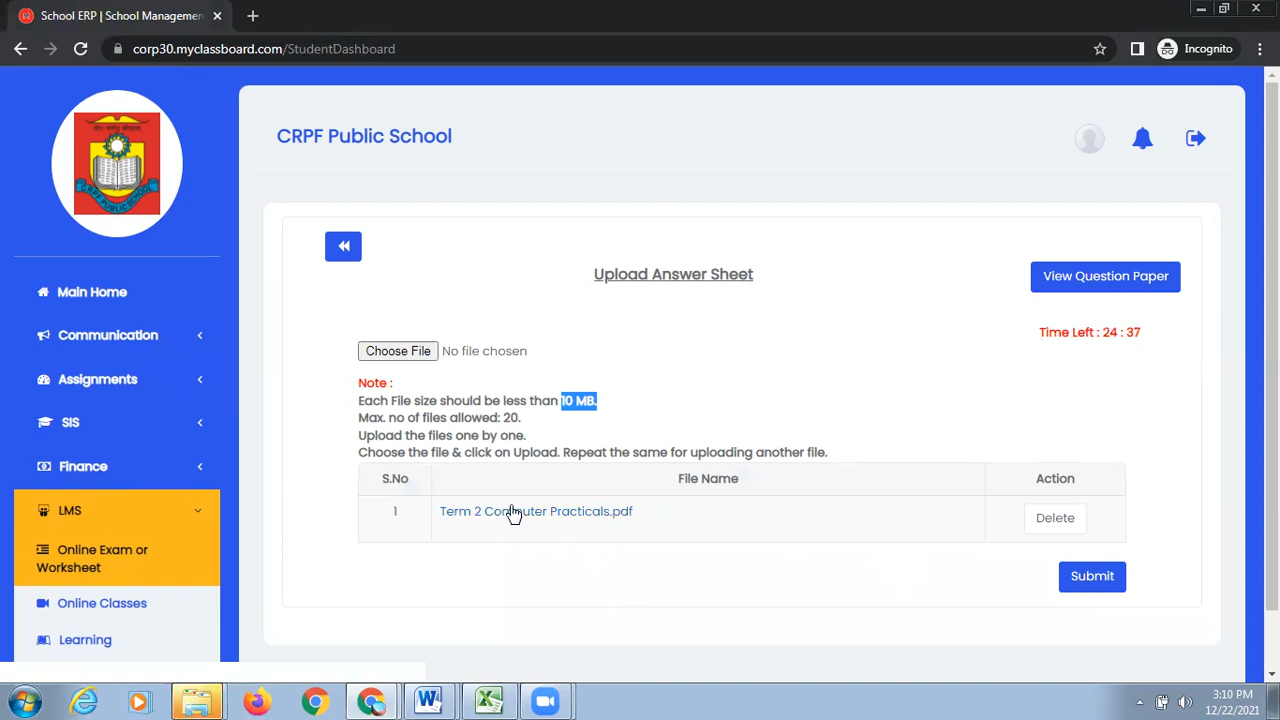 School ERP | School Managemen
corp30.myclassboard.com/StudentDashboard
Incognito
CRPF PUBLIC SCHOOL
CRPF Public School
Main Home
Communication
Assignments
SIS
Finance
LMS
Online Exam or
Worksheet
Online Classes
Learning
Upload Answer Sheet
View Question Paper
Time Left : 24 : 37
Choose File No file chosen
Note :
Each File size should be less than 10 MB.
Max. no of files allowed: 20.
Upload the files one by one.
Choose the file & click on Upload. Repeat the same for uploading another file.
S.No File Name Action
1 Term 2 Computer Practicals.pdf Delete
Submit
3:10 PM
12/22/2021